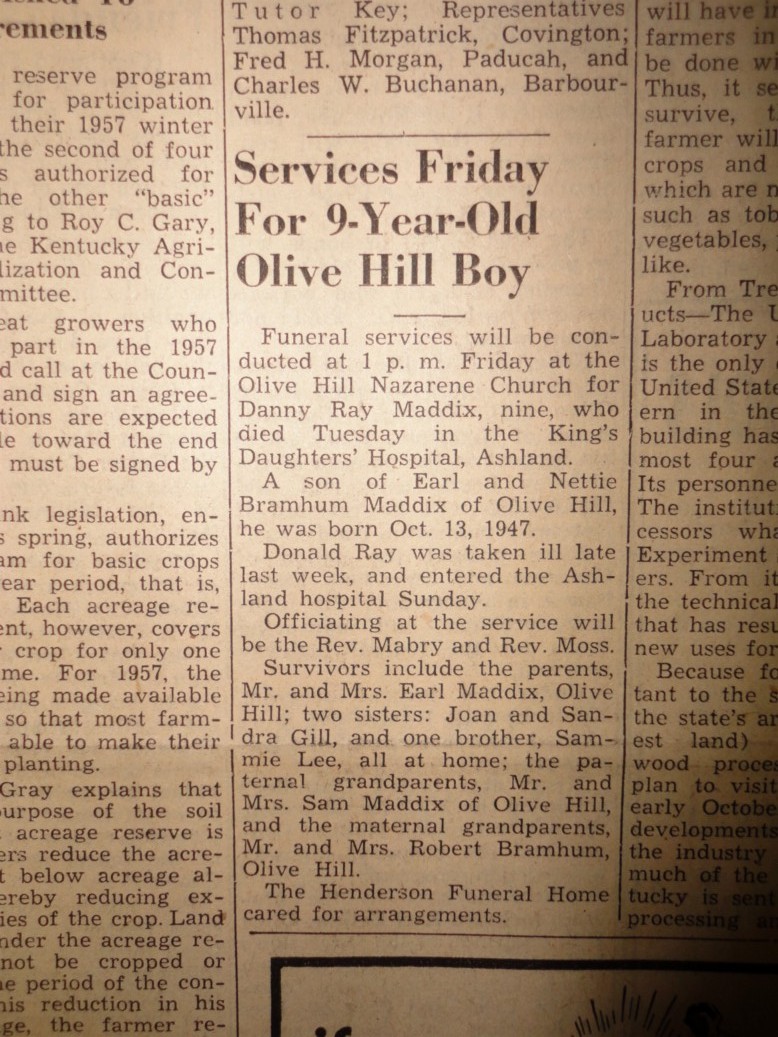 rements
reserve program
for participation
their 1957 winter
the second of four
s authorized for
he other "basic"
g to Roy C. Gary,
e Kentucky Agri-
lization and Con-
mittee.
eat growers who
part in the 1957
d call at the Coun-
and sign an agree-
tions are expected
le toward the end
must be signed by
nk legislation, en-
s spring, authorizes
am for basic crops
ear period, that is,
Each acreage re-
ent, however, covers
crop for only one
me. For 1957, the
eing made available
so that most farm-
able to make their
planting.
Gray explains that
urpose of the soil
acreage reserve is
ers reduce the acre-
t below acreage al-
ereby reducing ex-
ies of the crop. Land
nder the acreage re-
not be cropped or
e period of the con-
his reduction in his
ge, the farmer re-
Tutor Key; Representatives
Thomas Fitzpatrick, Covington;
Fred H. Morgan, Paducah, and
Charles W. Buchanan, Barbour-
ville.
Services Friday
For 9-Year-Old
Olive Hill Boy
Funeral services will be con-
ducted at 1 p. m. Friday at the
Olive Hill Nazarene Church for
Danny Ray Maddix, nine, who
died Tuesday in the King's
Daughters' Hospital, Ashland.
A son of Earl and Nettie
Bramhum Maddix of Olive Hill,
he was born Oct. 13, 1947.
Donald Ray was taken ill late
last week, and entered the Ash-
land hospital Sunday.
Officiating at the service will
be the Rev. Mabry and Rev. Moss.
Survivors include the parents,
Mr. and Mrs. Earl Maddix, Olive
Hill; two sisters: Joan and San-
dra Gill, and one brother, Sam-
mie Lee, all at home; the pa-
ternal grandparents, Mr. and
Mrs. Sam Maddix of Olive Hill,
and the maternal grandparents,
Mr. and Mrs. Robert Bramhum,
Olive Hill.
The Henderson Funeral Home
cared for arrangements.
will have
farmers in
be done
Thus, it
survive,
farmer will
crops and
which are
such as tob
vegetables,
like.
From Tre
ucts—The U
Laboratory
is the only
United State
ern in the
building has
most four
Its personne
The institut
cessors wha
Experiment
ers. From it
the technical
that has resu
new uses for
Because fo
tant to the s
the state's ar
est land)
wood proce
plan to visit
early Octobe
developments
the industry
much of the
tucky is sent
processing
if